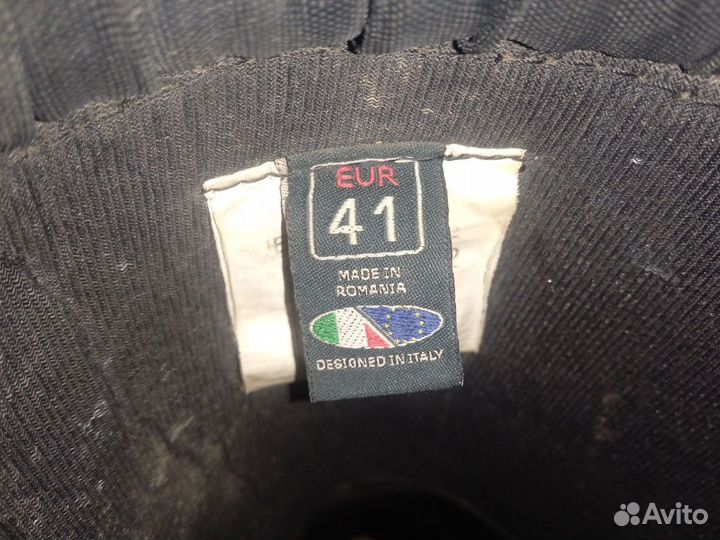 EUR
41
MADE IN
ROMANIA
DESIGNED IN ITALY
Avito